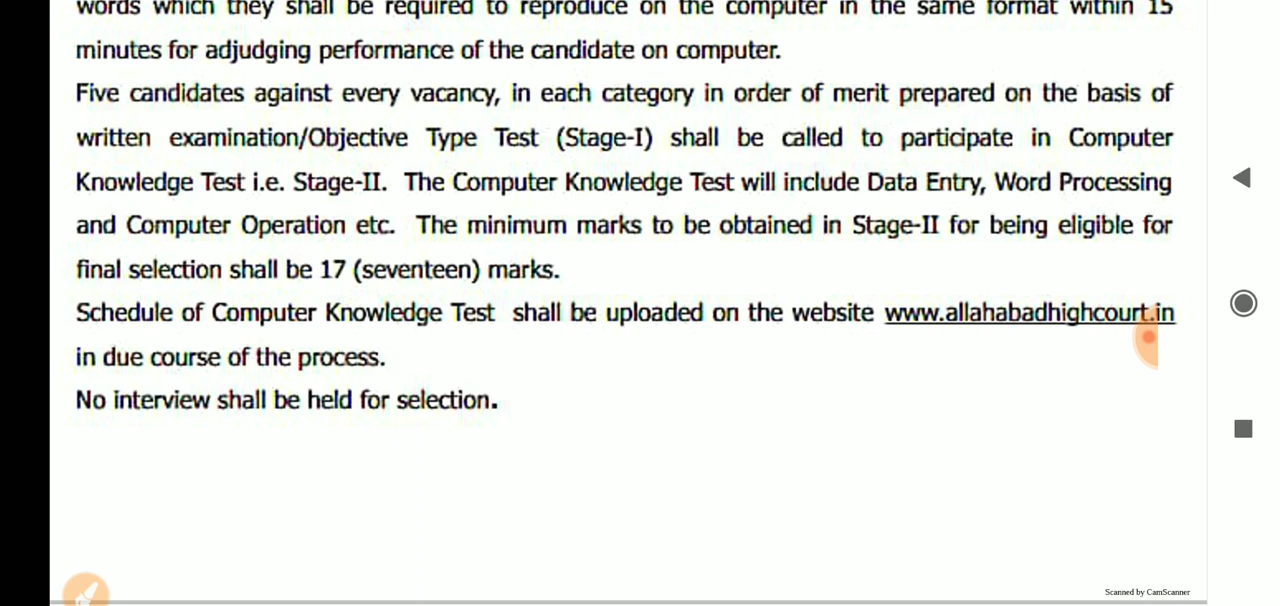 words which they shall be required to reproduce on the computer in the same format within 15
minutes for adjudging performance of the candidate on computer.
Five candidates against every vacancy, in each category in order of merit prepared on the basis of
written examination/Objective Type Test (Stage-I) shall be called to participate in Computer
Knowledge Test i.e. Stage-II. The Computer Knowledge Test will include Data Entry, Word Processing
and Computer Operation etc. The minimum marks to be obtained in Stage-II for being eligible for
final selection shall be 17 (seventeen) marks.
Schedule of Computer Knowledge Test shall be uploaded on the website www.allahabadhighcourt.in
in due course of the process.
No interview shall be held for selection.
Scanned by CamScanner